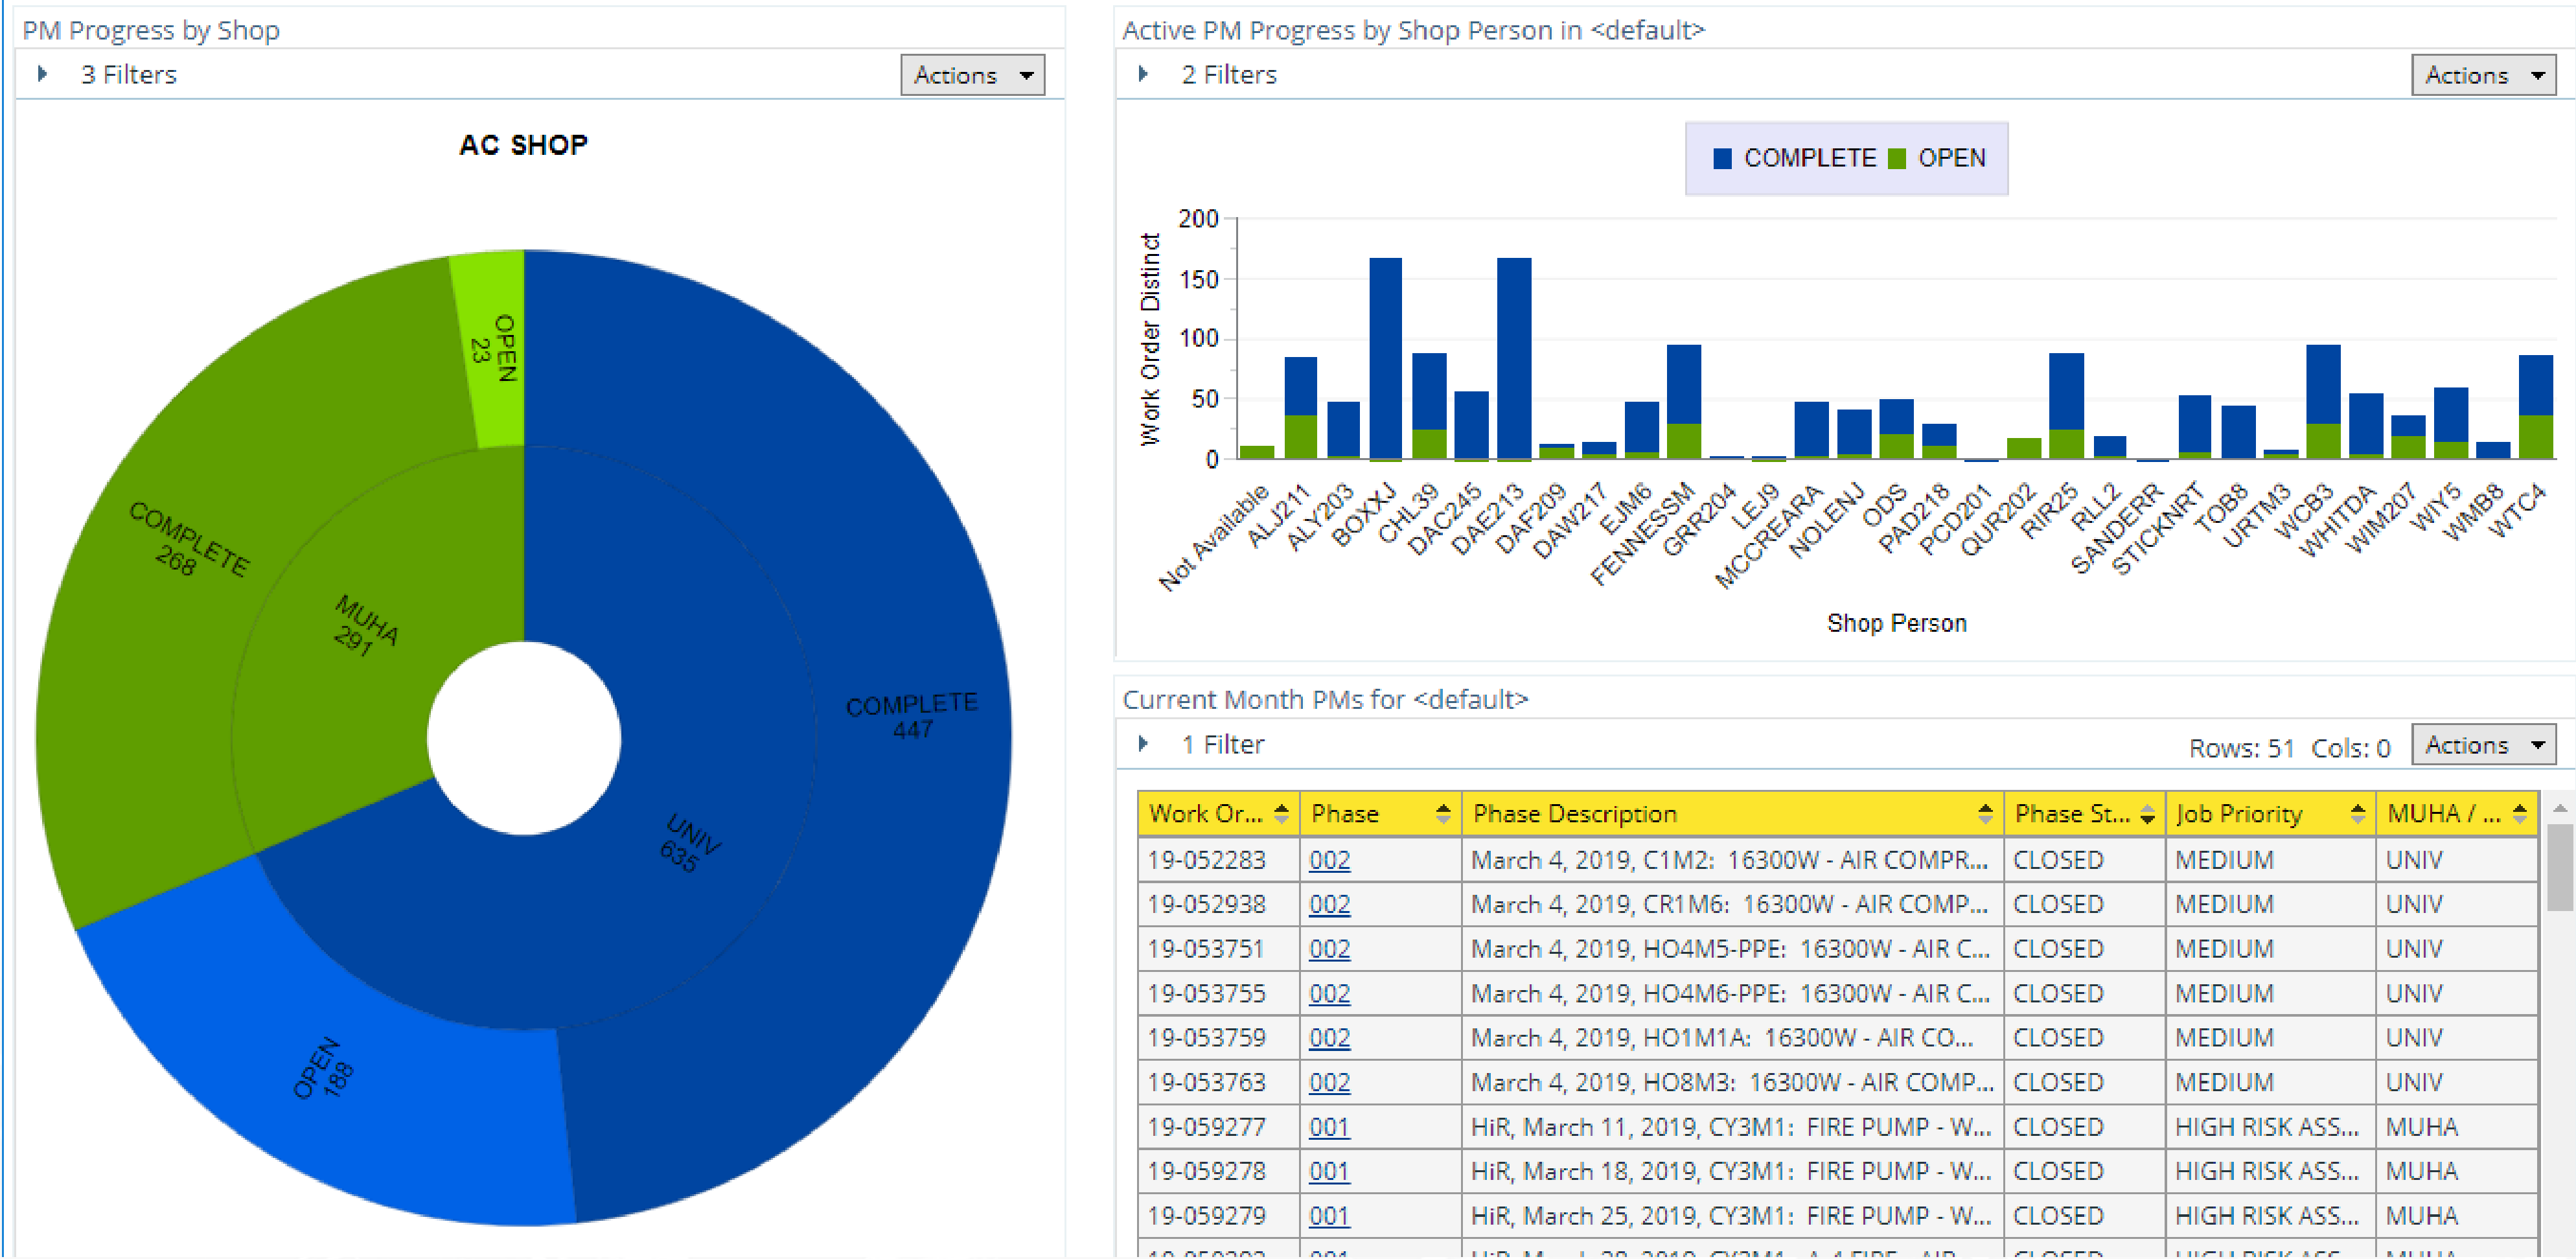 PM Progress by Shop
3 Filters
Actions
AC SHOP
OPEN
23
COMPLETE
268
MUHA
291
COMPLETE
447
UNIV
635
OPEN
188
Active PM Progress by Shop Person in <default>
2 Filters
Actions
COMPLETE OPEN
Work Order Distinct
200
150
100
50
0
Not Available ALJ211 ALY203 BOXXJ CHL39 DAC245 DAE213 DAF209 DAW217 EJM6 FENNESSM GRR204 LEJ9 MCCREARA NOLENJ ODS PAD218 PCD201 QUR202 RIR25 RLL2 SANDERR STICKNRT TOB8 URTM3 WCB3 WHITDA WIM207 WIY5 WMB8 WTC4
Shop Person
Current Month PMs for <default>
1 Filter
Rows: 51 Cols: 0 Actions
Work Or... Phase Phase Description Phase St... Job Priority MUHA / ...
19-052283 002 March 4, 2019, C1M2: 16300W - AIR COMPR... CLOSED MEDIUM UNIV
19-052938 002 March 4, 2019, CR1M6: 16300W - AIR COMP... CLOSED MEDIUM UNIV
19-053751 002 March 4, 2019, HO4M5-PPE: 16300W - AIR C... CLOSED MEDIUM UNIV
19-053755 002 March 4, 2019, HO4M6-PPE: 16300W - AIR C... CLOSED MEDIUM UNIV
19-053759 002 March 4, 2019, HO1M1A: 16300W - AIR CO... CLOSED MEDIUM UNIV
19-053763 002 March 4, 2019, HO8M3: 16300W - AIR COMP... CLOSED MEDIUM UNIV
19-059277 001 HiR, March 11, 2019, CY3M1: FIRE PUMP - W... CLOSED HIGH RISK ASS... MUHA
19-059278 001 HiR, March 18, 2019, CY3M1: FIRE PUMP - W... CLOSED HIGH RISK ASS... MUHA
19-059279 001 HiR, March 25, 2019, CY3M1: FIRE PUMP - W... CLOSED HIGH RISK ASS... MUHA